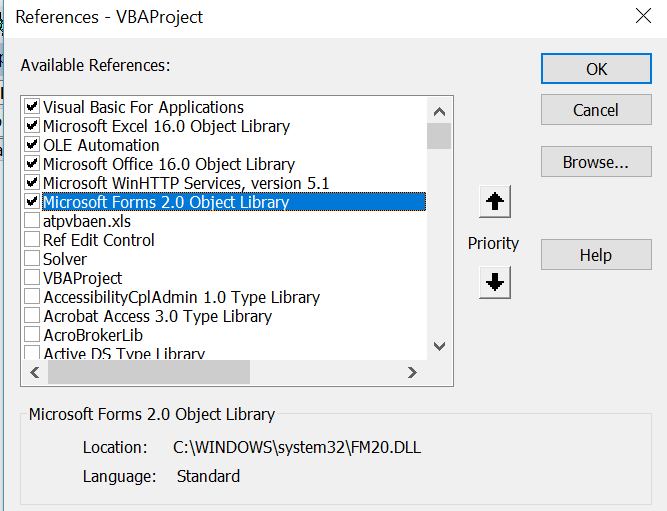 References - VBAProject
Available References:
OK
Visual Basic For Applications
Microsoft Excel 16.0 Object Library
Cancel
OLE Automation
Microsoft Office 16.0 Object Library
Microsoft WinHTTP Services, version 5.1
Browse...
Microsoft Forms 2.0 Object Library
atpvbaen.xls
Ref Edit Control
Priority
Solver
Help
VBAProject
AccessibilityCplAdmin 1.0 Type Library
Acrobat Access 3.0 Type Library
AcroBrokerLib
Active DS Type Library
Microsoft Forms 2.0 Object Library
Location: C:\WINDOWS\system32\FM20.DLL
Language: Standard